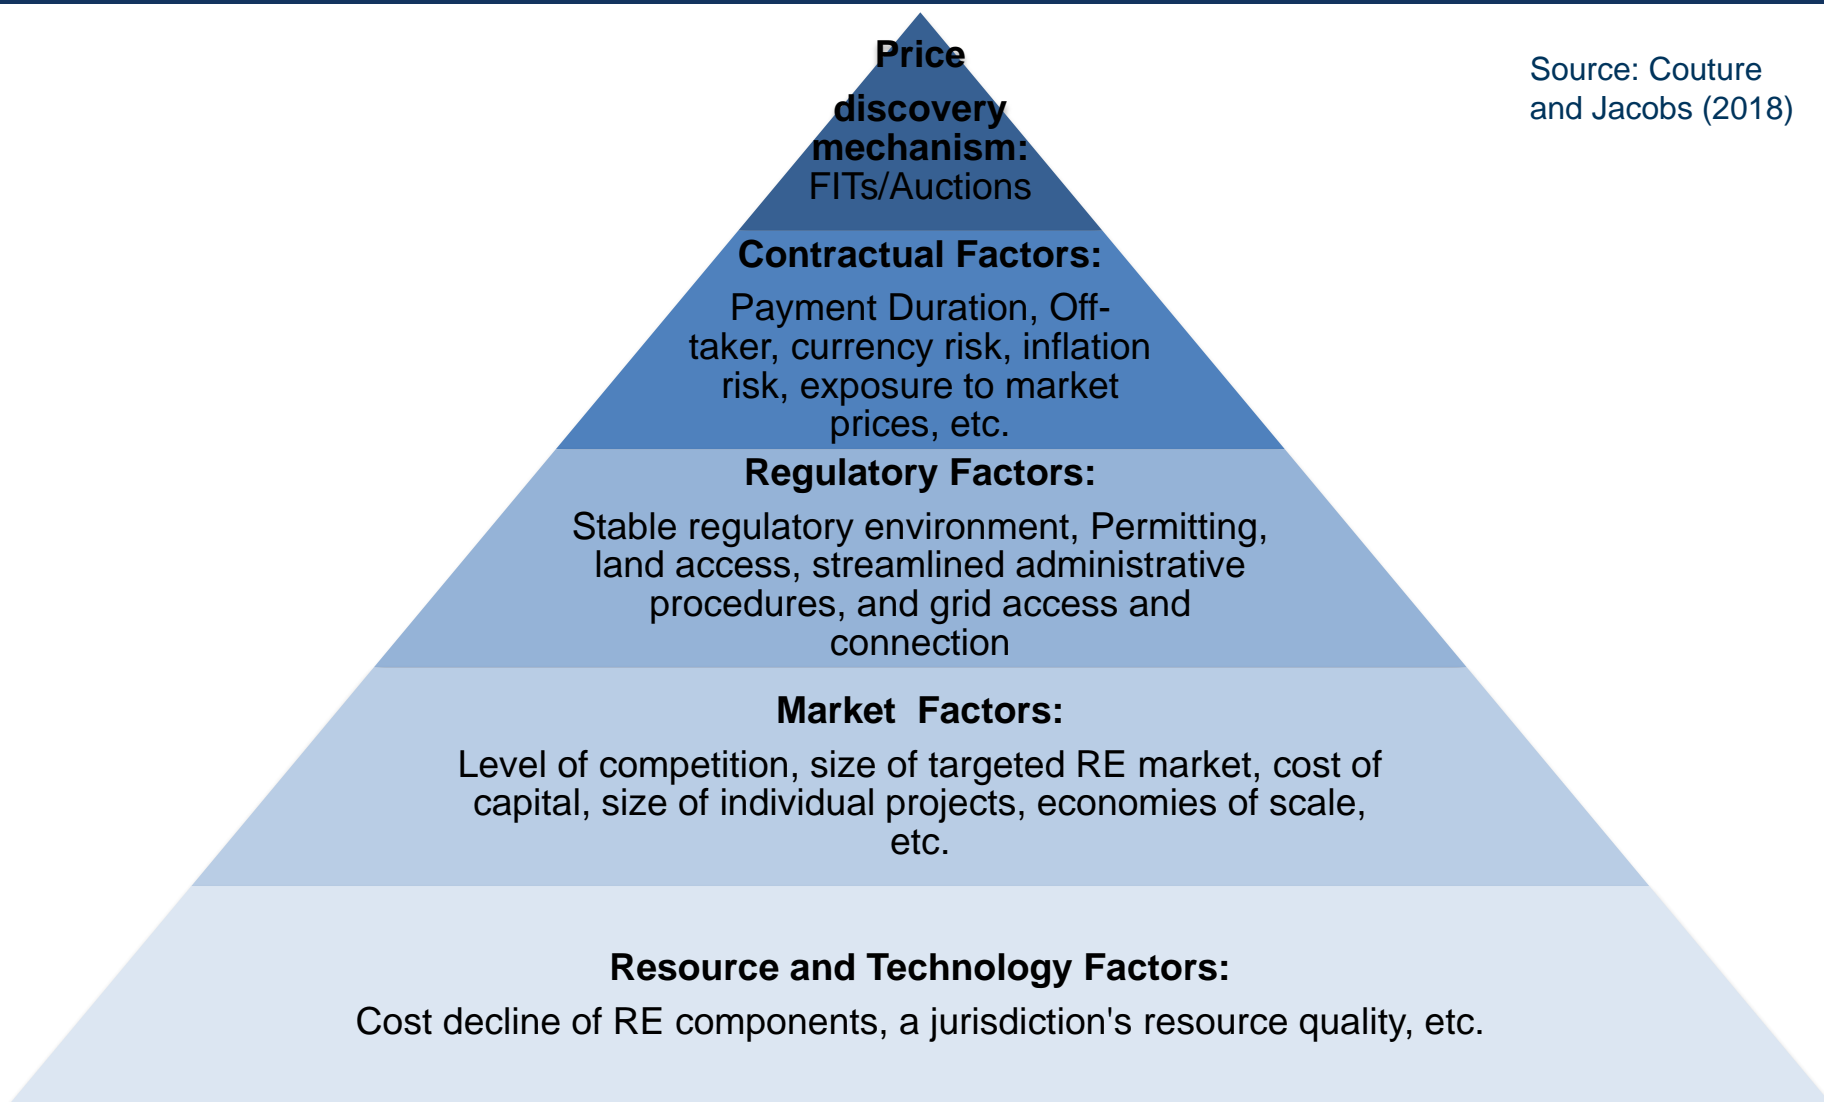 Price
discovery
mechanism:
FITs/Auctions
Source: Couture
and Jacobs (2018)
Contractual Factors:
Payment Duration, Off-
taker, currency risk, inflation
risk, exposure to market
prices, etc.
Regulatory Factors:
Stable regulatory environment, Permitting,
land access, streamlined administrative
procedures, and grid access and
connection
Market  Factors:
Level of competition, size of targeted RE market, cost of
capital, size of individual projects, economies of scale,
etc.
Resource and Technology Factors:
Cost decline of RE components, a jurisdiction's resource quality, etc.